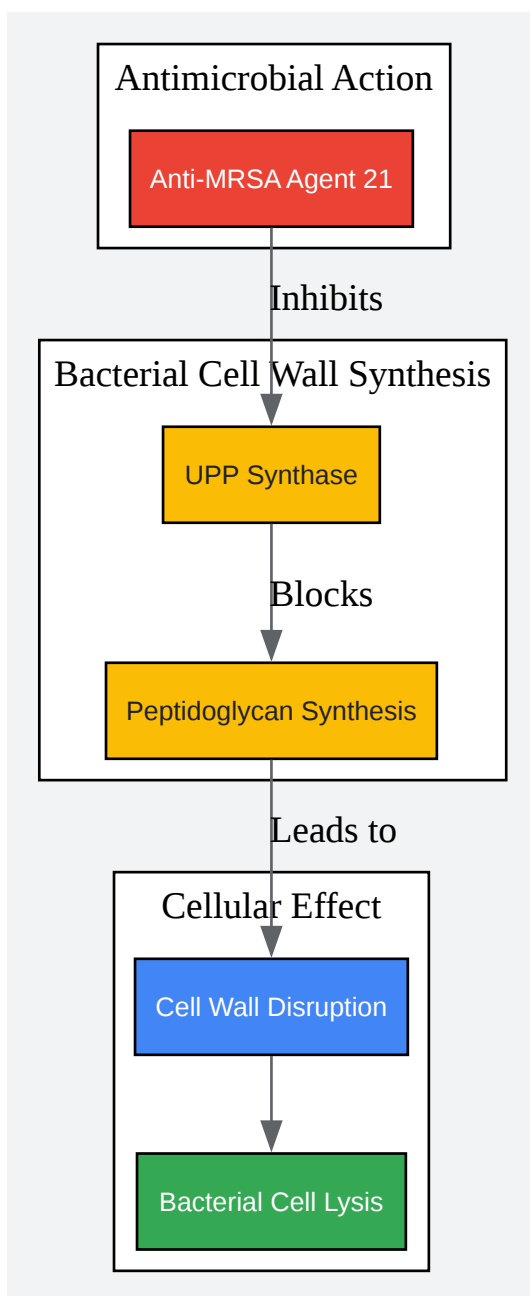 Antimicrobial Action
Anti-MRSA Agent 21
Inhibits
Bacterial Cell Wall Synthesis
UPP Synthase
Blocks
Peptidoglycan Synthesis
Leads to
Cellular Effect
Cell Wall Disruption
Bacterial Cell Lysis